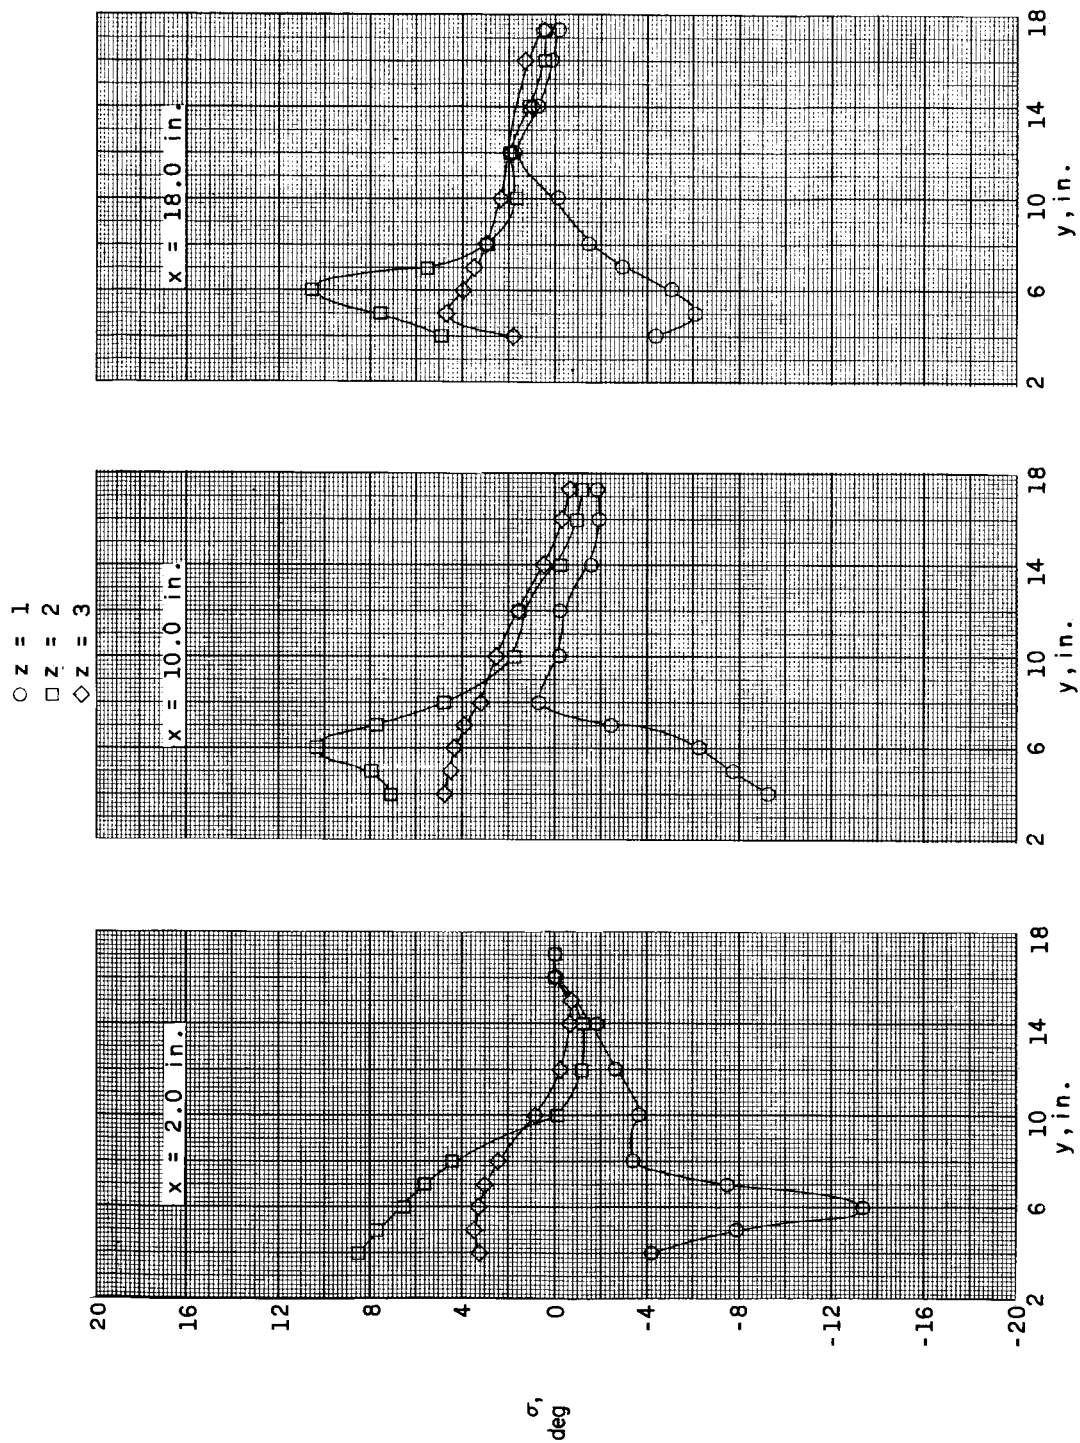 ○ z = 1
□ z = 2
◇ z = 3
x = 2.0 in.
x = 10.0 in.
x = 18.0 in.
20
16
12
8
4
0
-4
-8
-12
-16
-20
σ,
deg
2 6 10 14 18
y, in.
2 6 10 14 18
y, in.
2 6 10 14 18
y, in.